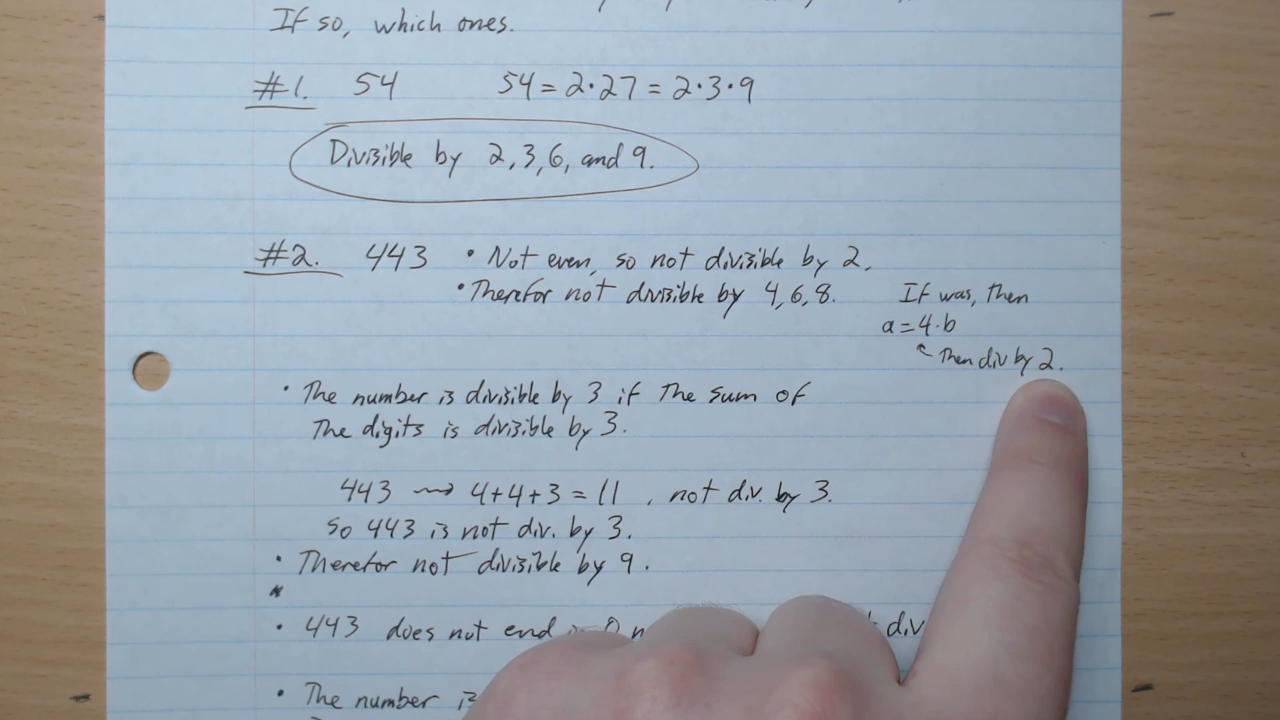 If so, which ones.
#1. 54 54 = 2·27 = 2·3·9
Divisible by 2, 3, 6, and 9.
#2. 443 • Not even, so not divisible by 2.
• Therefor not divisible by 4, 6, 8.
If was, then
a = 4·b
↖ Then div by 2.
• The number is divisible by 3 if the sum of
the digits is divisible by 3.
443 ⟿ 4+4+3 = 11, not div. by 3.
So 443 is not div. by 3.
• Therefor not divisible by 9.
• 443 does not end in 0 div
• The number is